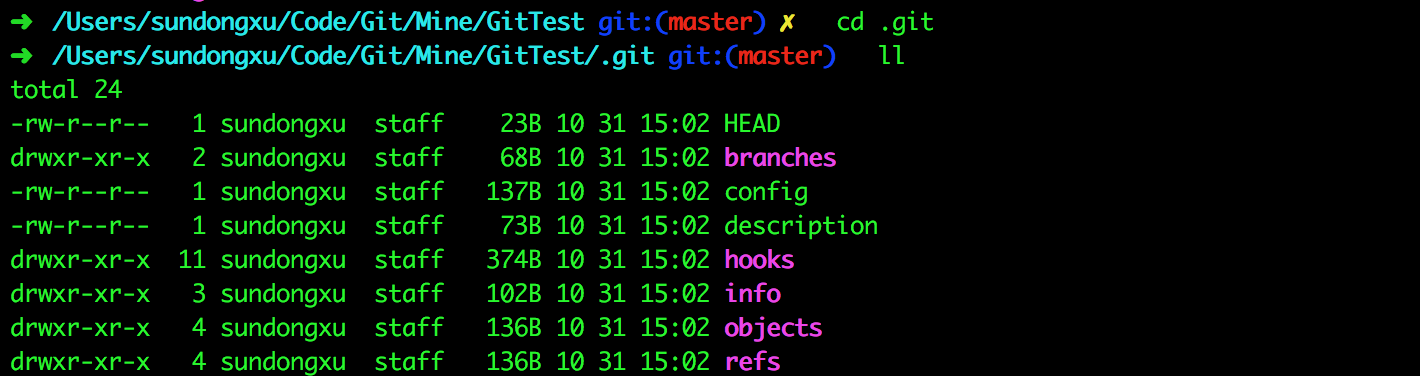 ➜ /Users/sundongxu/Code/Git/Mine/GitTest git:(master) ✗ cd .git
➜ /Users/sundongxu/Code/Git/Mine/GitTest/.git git:(master) ll
total 24
-rw-r--r-- 1 sundongxu staff 23B 10 31 15:02 HEAD
drwxr-xr-x 2 sundongxu staff 68B 10 31 15:02 branches
-rw-r--r-- 1 sundongxu staff 137B 10 31 15:02 config
-rw-r--r-- 1 sundongxu staff 73B 10 31 15:02 description
drwxr-xr-x 11 sundongxu staff 374B 10 31 15:02 hooks
drwxr-xr-x 3 sundongxu staff 102B 10 31 15:02 info
drwxr-xr-x 4 sundongxu staff 136B 10 31 15:02 objects
drwxr-xr-x 4 sundongxu staff 136B 10 31 15:02 refs